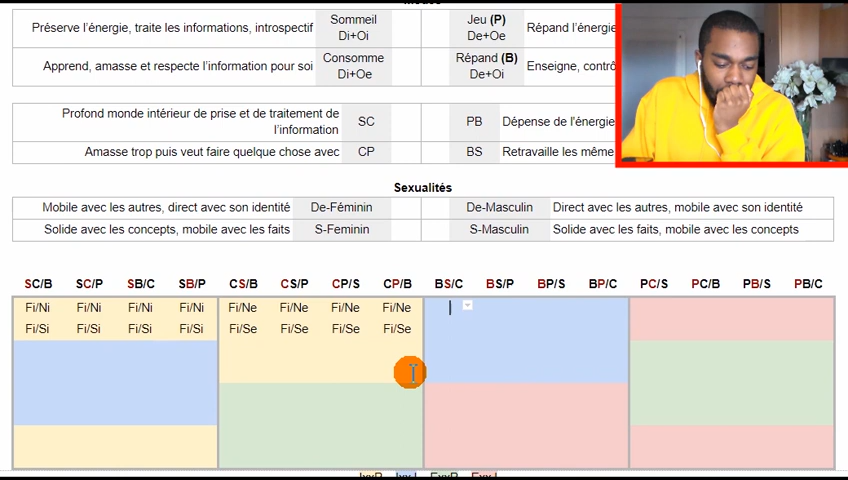 Préserve l'énergie, traite les informations, introspectif Sommeil Di+Oi Jeu (P) De+Oe Répand l'énergie
Apprend, amasse et respecte l'information pour soi Consomme Di+Oe Répand (B) De+Oi Enseigne, contrô
Profond monde intérieur de prise et de traitement de l'information SC PB Dépense de l'énergie
Amasse trop puis veut faire quelque chose avec CP BS Retravaille les même
Sexualités
Mobile avec les autres, direct avec son identité De-Féminin De-Masculin Direct avec les autres, mobile avec son identité
Solide avec les concepts, mobile avec les faits S-Feminin S-Masculin Solide avec les faits, mobile avec les concepts
SC/B SC/P SB/C SB/P CS/B CS/P CP/S CP/B BS/C BS/P BP/S BP/C PC/S PC/B PB/S PB/C
Fi/Ni Fi/Ni Fi/Ni Fi/Ni Fi/Ne Fi/Ne Fi/Ne Fi/Ne
Fi/Si Fi/Si Fi/Si Fi/Si Fi/Se Fi/Se Fi/Se Fi/Se